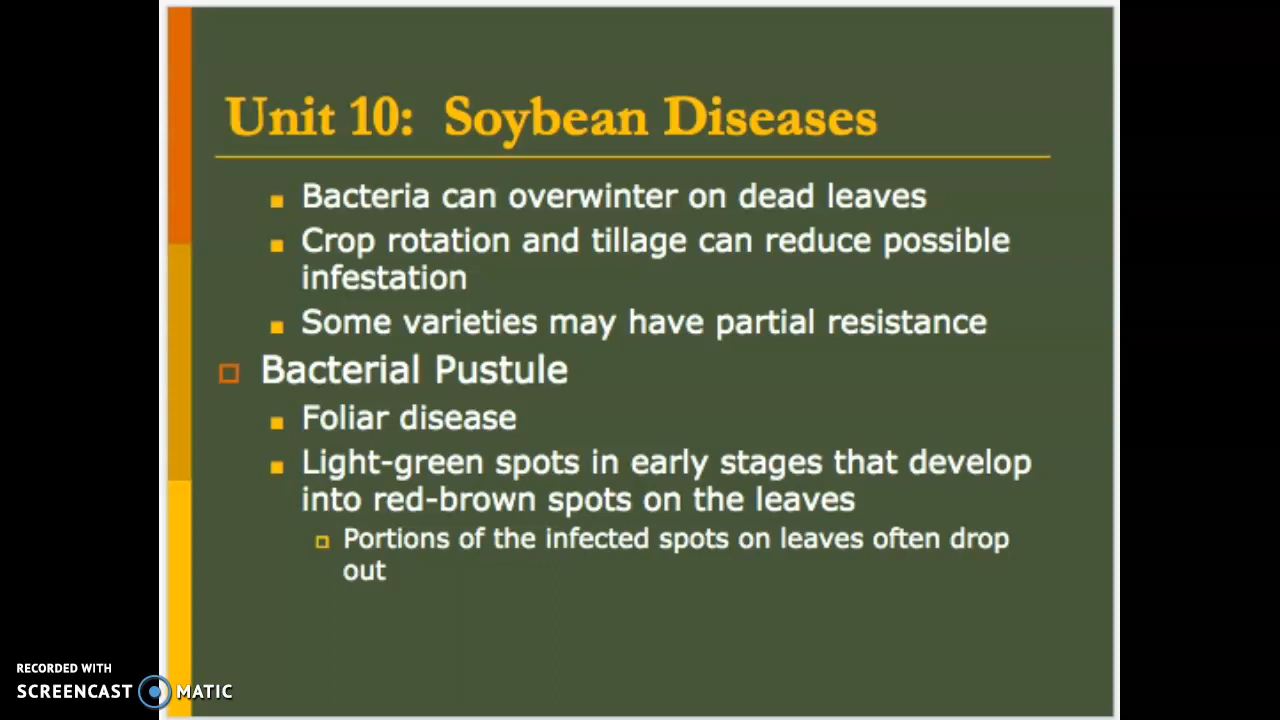 Unit 10: Soybean Diseases
Bacteria can overwinter on dead leaves
Crop rotation and tillage can reduce possible
infestation
Some varieties may have partial resistance
Bacterial Pustule
Foliar disease
Light-green spots in early stages that develop
into red-brown spots on the leaves
Portions of the infected spots on leaves often drop
out
RECORDED WITH
SCREENCAST MATIC